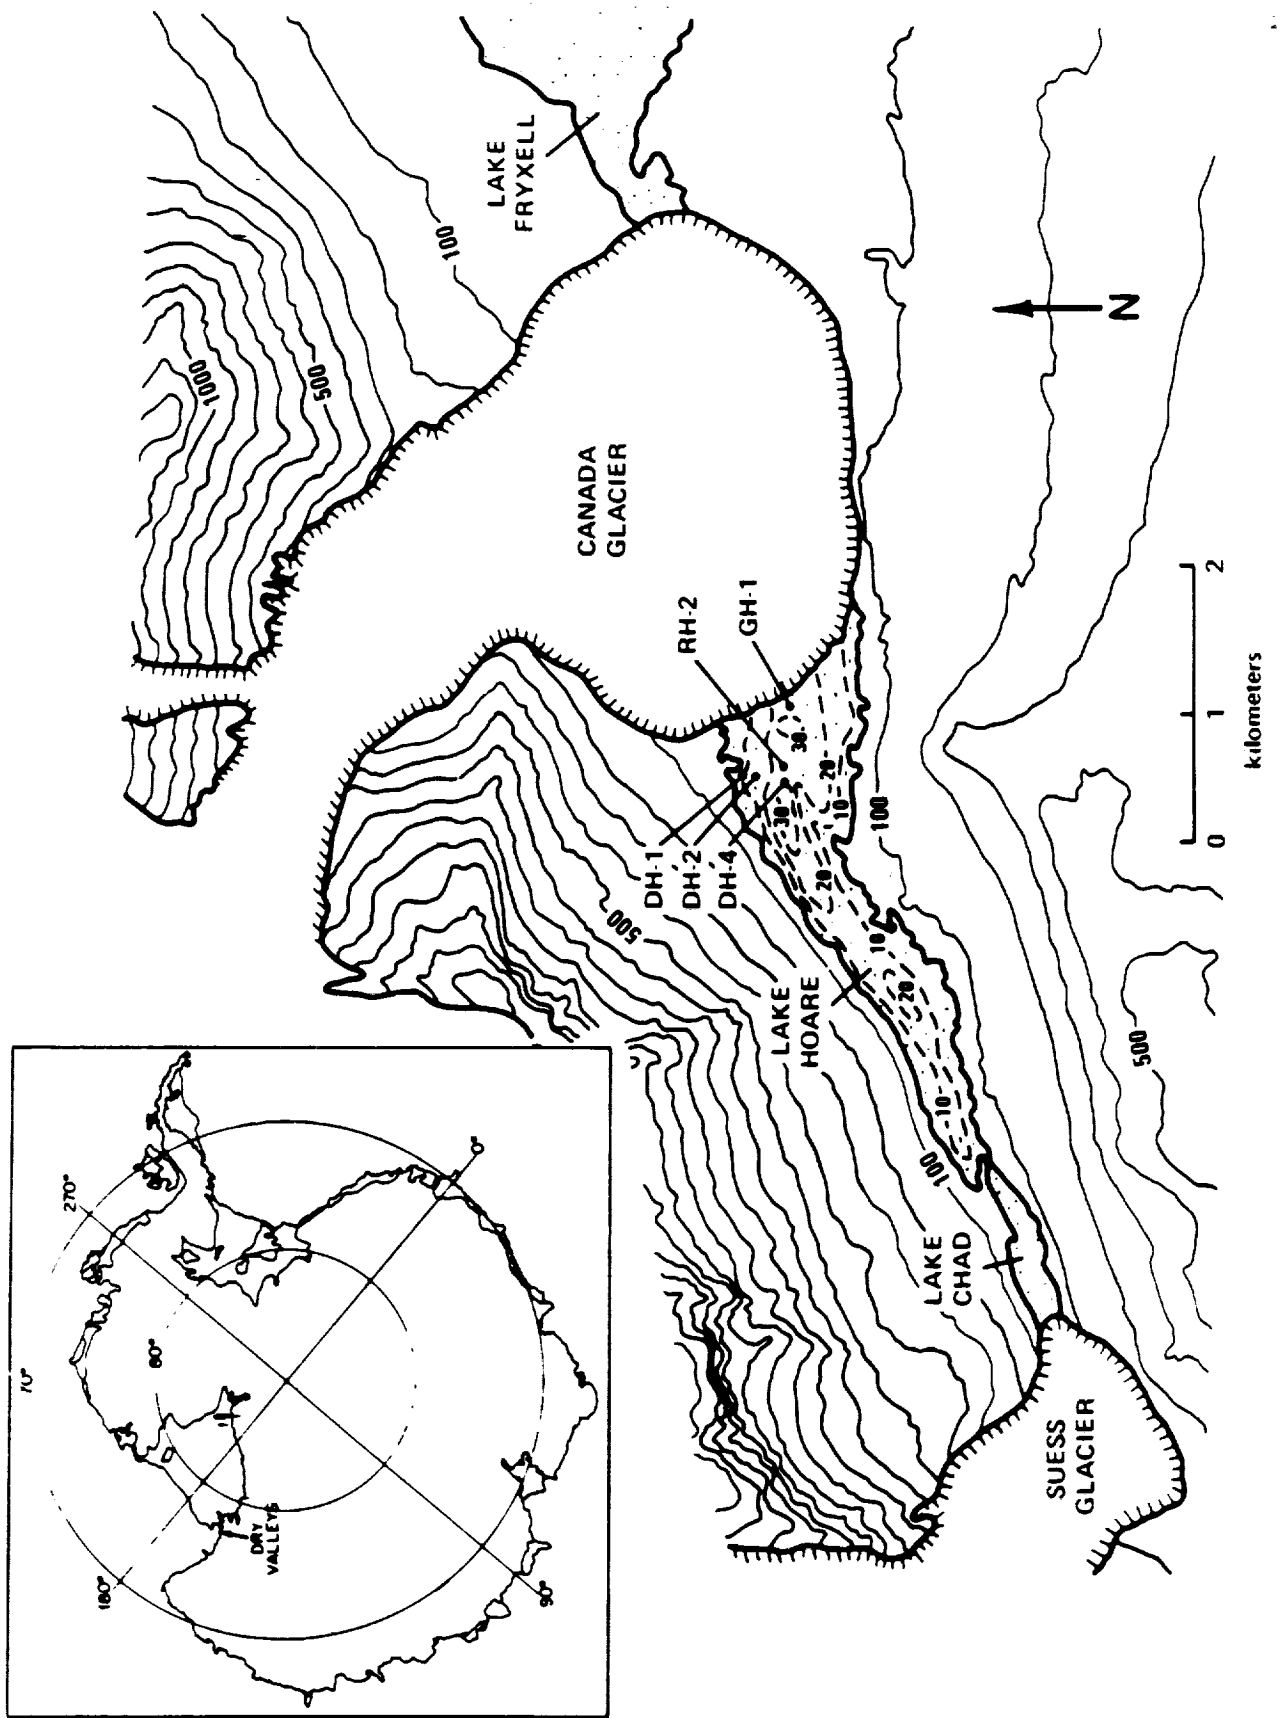 70°
80°
270°
180°
0°
90°
DRY
VALLEYS
1000
500
100
LAKE
FRYXELL
CANADA
GLACIER
RH-2
GH-1
DH-1
DH-2
DH-4
30
30
20
20
10
10
20
10
100
500
LAKE
HOARE
100
LAKE
CHAD
SUESS
GLACIER
500
N
0 1 2
kilometers